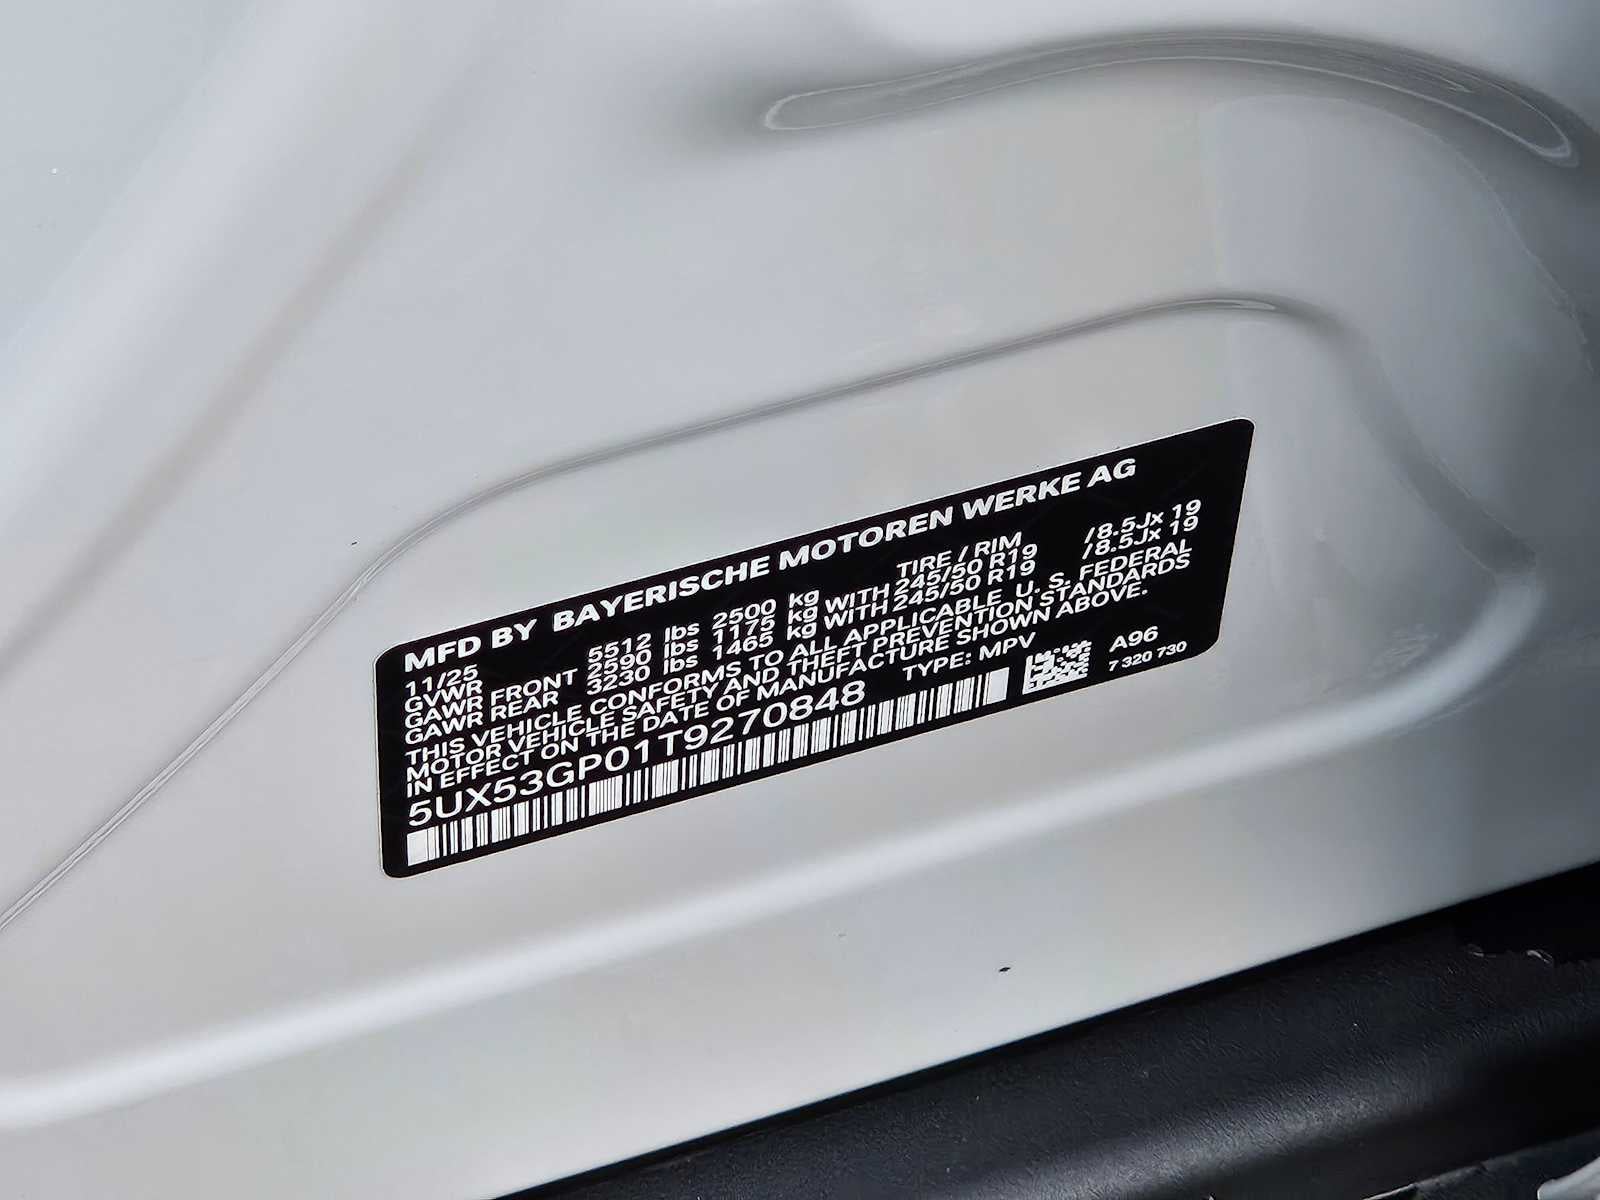 MFD BY BAYERISCHE MOTOREN WERKE AG
11/25 TIRE / RIM
GVWR 5512 lbs 2500 kg
GAWR FRONT 2590 lbs 1175 kg WITH 245/50 R19 /8.5Jx 19
GAWR REAR 3230 lbs 1465 kg WITH 245/50 R19 /8.5Jx 19
THIS VEHICLE CONFORMS TO ALL APPLICABLE U. S. FEDERAL
MOTOR VEHICLE SAFETY AND THEFT PREVENTION STANDARDS
IN EFFECT ON THE DATE OF MANUFACTURE SHOWN ABOVE.
5UX53GP01T9270848 TYPE: MPV A96
7 320 730